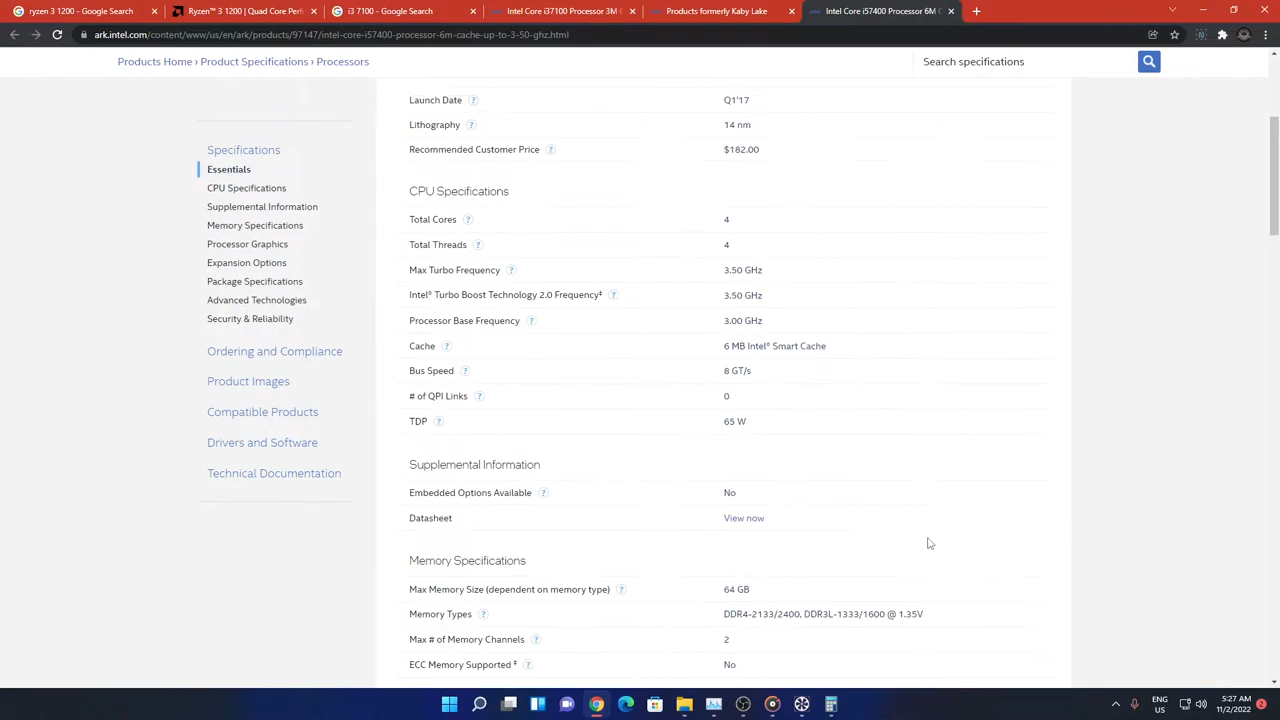 ryzen 3 1200 - Google Search
Ryzen™ 3 1200 | Quad Core P
i3 7100 - Google Search
Intel Core i37100 Processor 3M C
Products formerly Kaby Lake
Intel Core i57400 Processor 6M C
ark.intel.com/content/www/us/en/ark/products/97147/intel-core-i57400-processor-6m-cache-up-to-3-50-ghz.html
Products Home › Product Specifications › Processors
Search specifications
Launch Date ? Q1'17
Lithography ? 14 nm
Recommended Customer Price ? $182.00
Specifications
Essentials
CPU Specifications
Supplemental Information
Memory Specifications
Processor Graphics
Expansion Options
Package Specifications
Advanced Technologies
Security & Reliability
Ordering and Compliance
Product Images
Compatible Products
Drivers and Software
Technical Documentation
CPU Specifications
Total Cores ? 4
Total Threads ? 4
Max Turbo Frequency ? 3.50 GHz
Intel® Turbo Boost Technology 2.0 Frequency‡ ? 3.50 GHz
Processor Base Frequency ? 3.00 GHz
Cache ? 6 MB Intel® Smart Cache
Bus Speed ? 8 GT/s
# of QPI Links ? 0
TDP ? 65 W
Supplemental Information
Embedded Options Available ? No
Datasheet View now
Memory Specifications
Max Memory Size (dependent on memory type) ? 64 GB
Memory Types ? DDR4-2133/2400, DDR3L-1333/1600 @ 1.35V
Max # of Memory Channels ? 2
ECC Memory Supported ‡ ? No
ENG
US
5:27 AM
11/2/2022
2